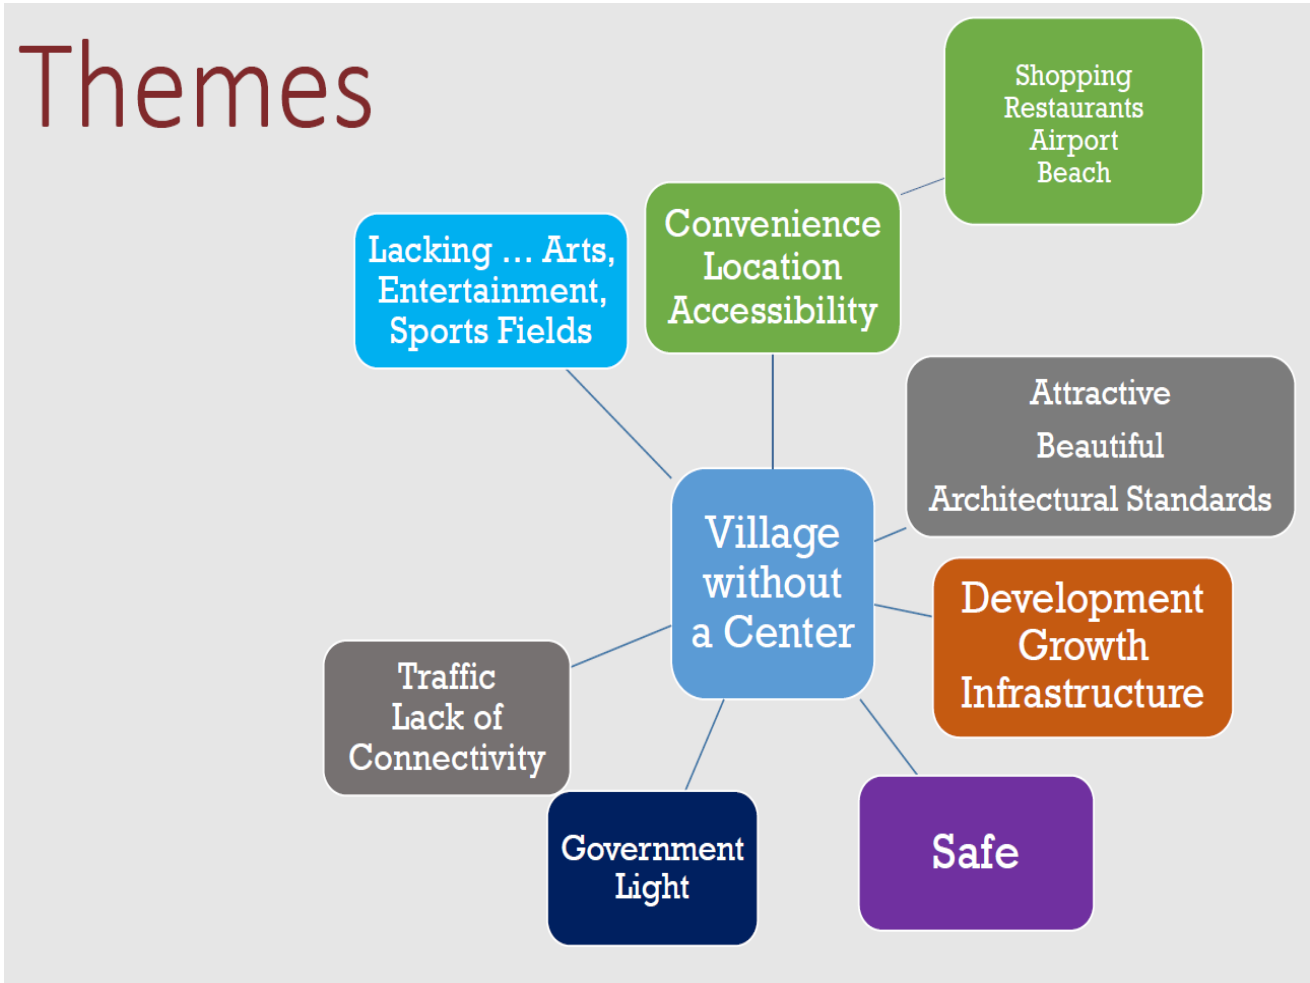 Themes
Shopping
Restaurants
Airport
Beach
Convenience
Location
Accessibility
Lacking ... Arts,
Entertainment,
Sports Fields
Attractive
Beautiful
Architectural Standards
Village
without
a Center
Development
Growth
Infrastructure
Traffic
Lack of
Connectivity
Government
Light
Safe